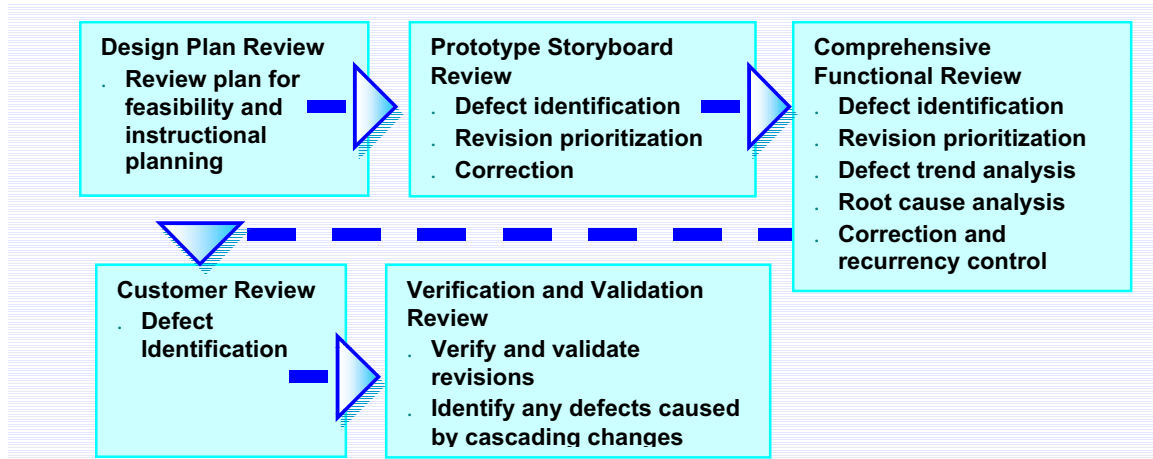 Design Plan Review
. Review plan for
feasibility and
instructional
planning
Prototype Storyboard
Review
. Defect identification
. Revision prioritization
. Correction
Comprehensive
Functional Review
. Defect identification
. Revision prioritization
. Defect trend analysis
. Root cause analysis
. Correction and
recurrency control
Customer Review
. Defect
Identification
Verification and Validation
Review
. Verify and validate
revisions
. Identify any defects caused
by cascading changes